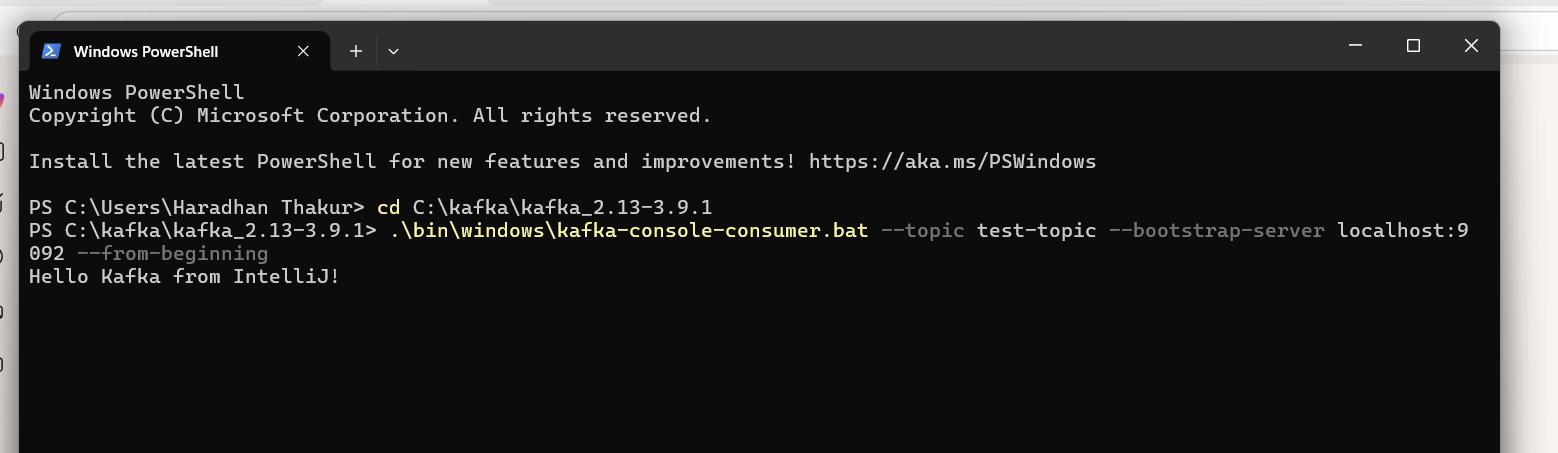 Windows PowerShell
Windows PowerShell
Copyright (C) Microsoft Corporation. All rights reserved.
Install the latest PowerShell for new features and improvements! https://aka.ms/PSWindows
PS C:\Users\Haradhan Thakur> cd C:\kafka\kafka_2.13-3.9.1
PS C:\kafka\kafka_2.13-3.9.1> .\bin\windows\kafka-console-consumer.bat --topic test-topic --bootstrap-server localhost:9
092 --from-beginning
Hello Kafka from IntelliJ!